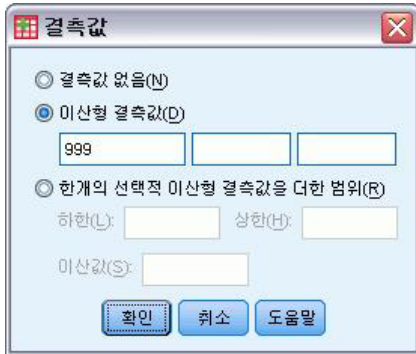 결측값
결측값 없음(N)
이산형 결측값(D)
999
한개의 선택적 이산형 결측값을 더한 범위(R)
하한(L): 상한(H):
이산값(S):
확인 취소 도움말